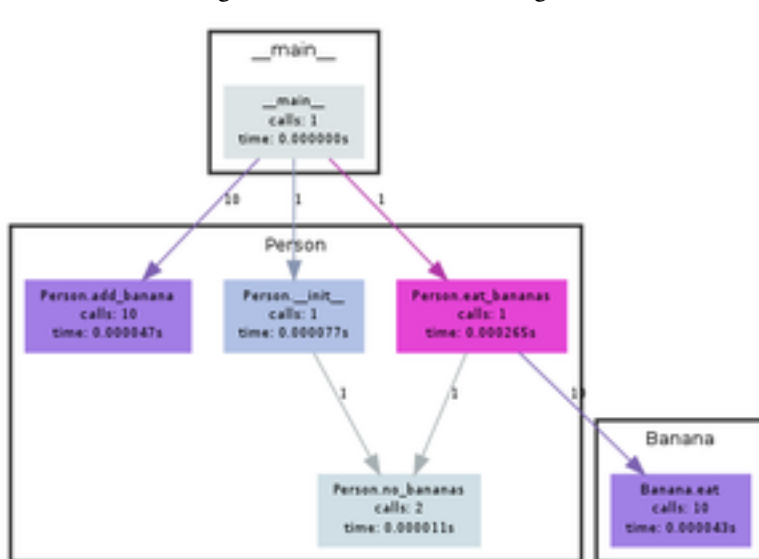 __main__
__main__
calls: 1
time: 0.000000s
10
1
1
Person
Person.add_banana
calls: 10
time: 0.000047s
Person.__init__
calls: 1
time: 0.000077s
Person.eat_bananas
calls: 1
time: 0.000265s
1
1
10
Banana
Person.no_bananas
calls: 2
time: 0.000011s
Banana.eat
calls: 10
time: 0.000043s